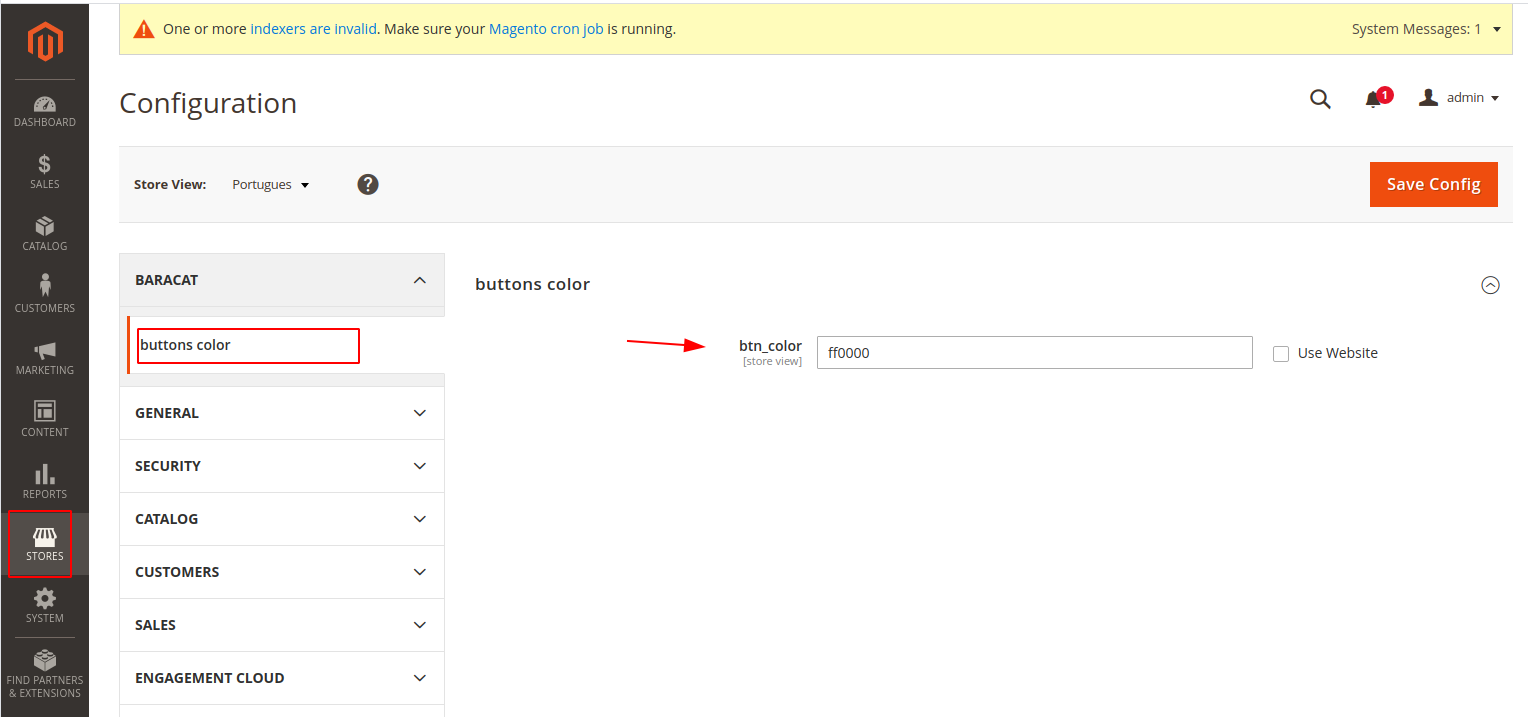 One or more indexers are invalid. Make sure your Magento cron job is running.
System Messages: 1
Configuration
1
admin
Store View:
Portugues
?
Save Config
DASHBOARD
$
SALES
CATALOG
CUSTOMERS
MARKETING
CONTENT
REPORTS
STORES
SYSTEM
FIND PARTNERS
& EXTENSIONS
BARACAT
buttons color
GENERAL
SECURITY
CATALOG
CUSTOMERS
SALES
ENGAGEMENT CLOUD
buttons color
btn_color
[store view]
ff0000
Use Website